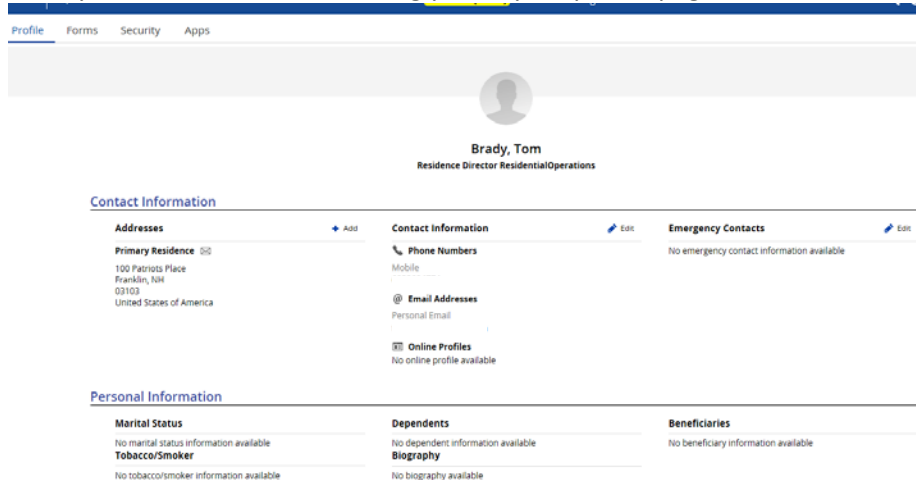 Profile Forms Security Apps
Brady, Tom
Residence Director ResidentialOperations
Contact Information
Addresses
Add
Primary Residence
100 Patriots Place
Franklin, NH
03103
United States of America
Contact Information
Edit
Phone Numbers
Mobile
@ Email Addresses
Personal Email
Online Profiles
No online profile available
Emergency Contacts
Edit
No emergency contact information available
Personal Information
Marital Status
No marital status information available
Tobacco/Smoker
No tobacco/smoker information available
Dependents
No dependent information available
Biography
No biography available
Beneficiaries
No beneficiary information available